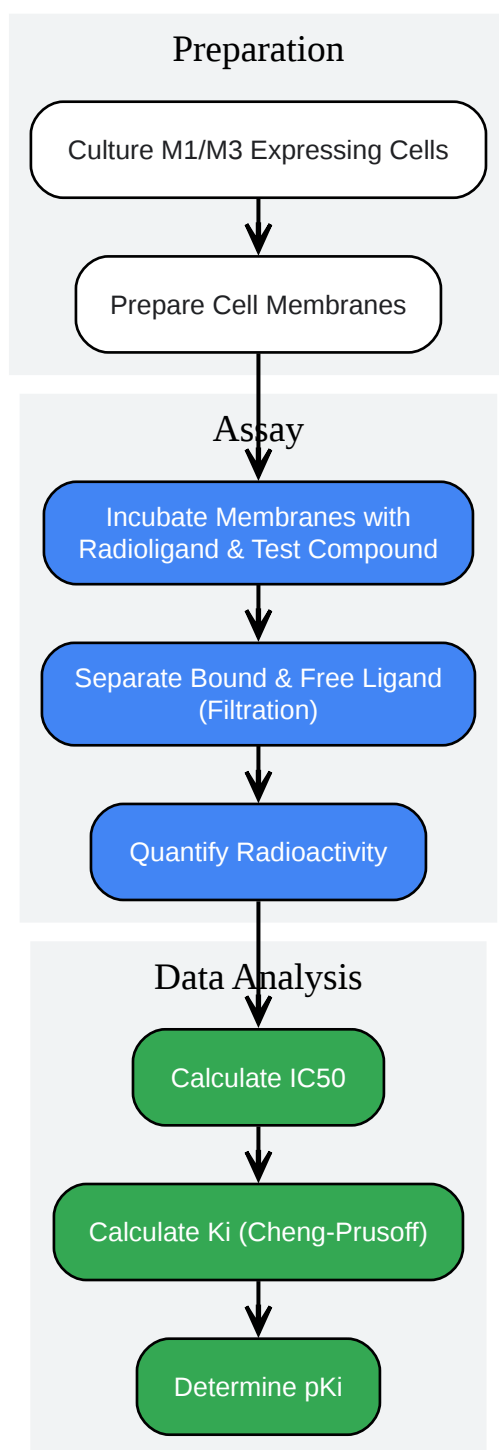 Preparation
Culture M1/M3 Expressing Cells
Prepare Cell Membranes
Assay
Incubate Membranes with
Radioligand & Test Compound
Separate Bound & Free Ligand
(Filtration)
Quantify Radioactivity
Data Analysis
Calculate IC50
Calculate Ki (Cheng-Prusoff)
Determine pKi